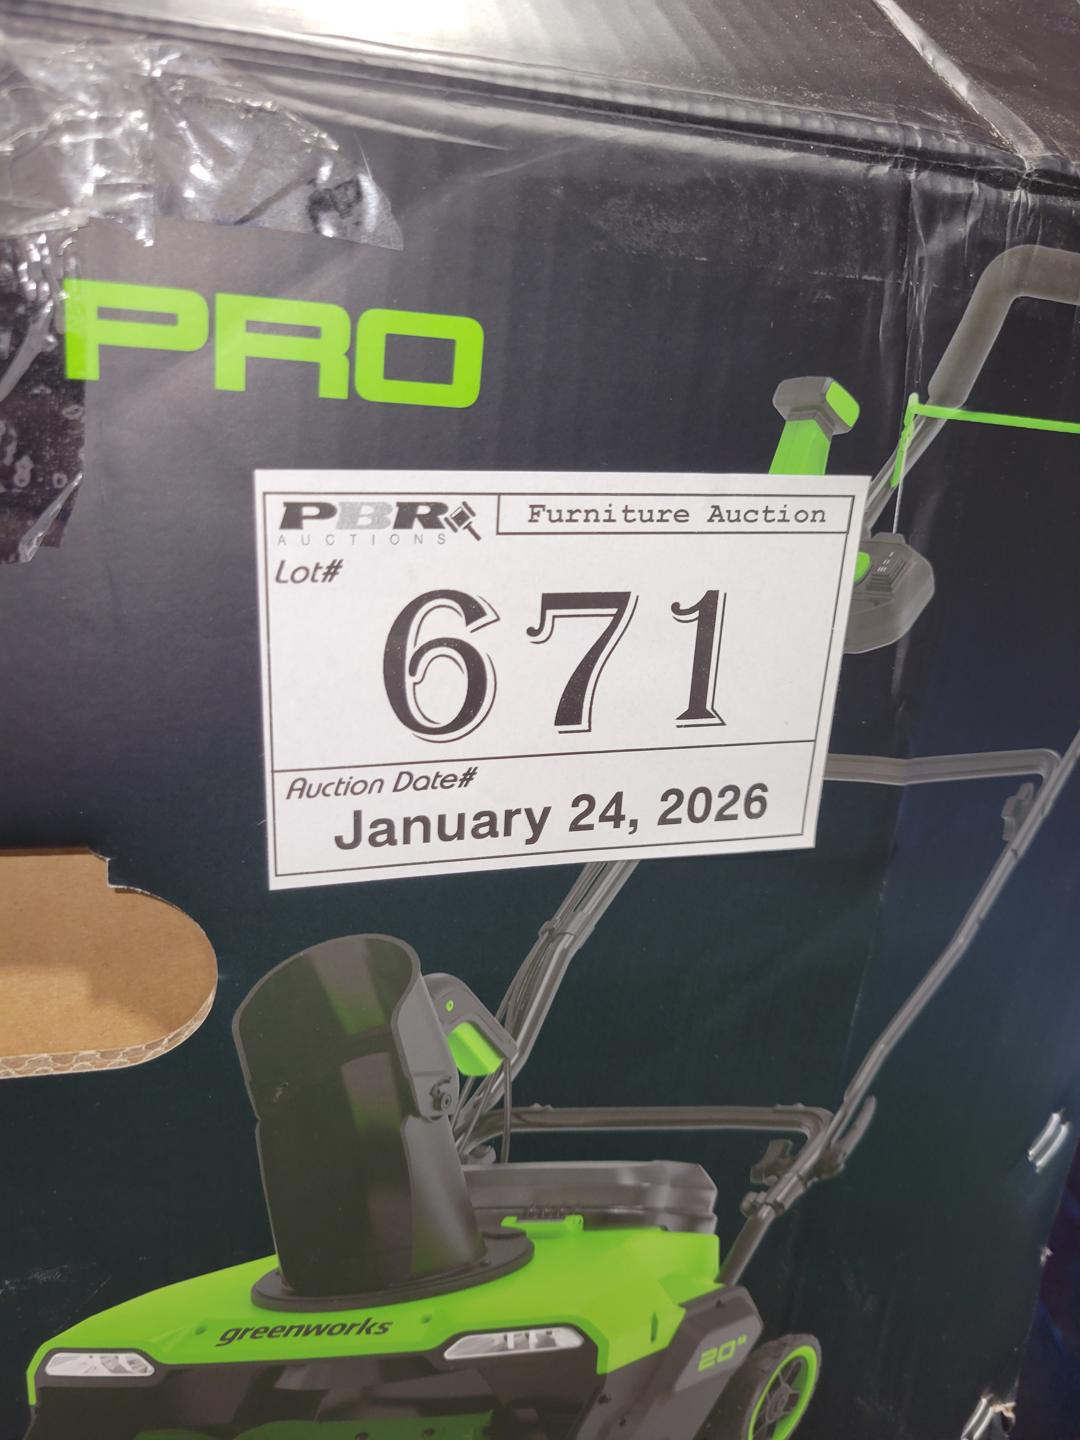 PRO
PBR
AUCTIONS
Furniture Auction
Lot#
671
Auction Date#
January 24, 2026
greenworks
20"